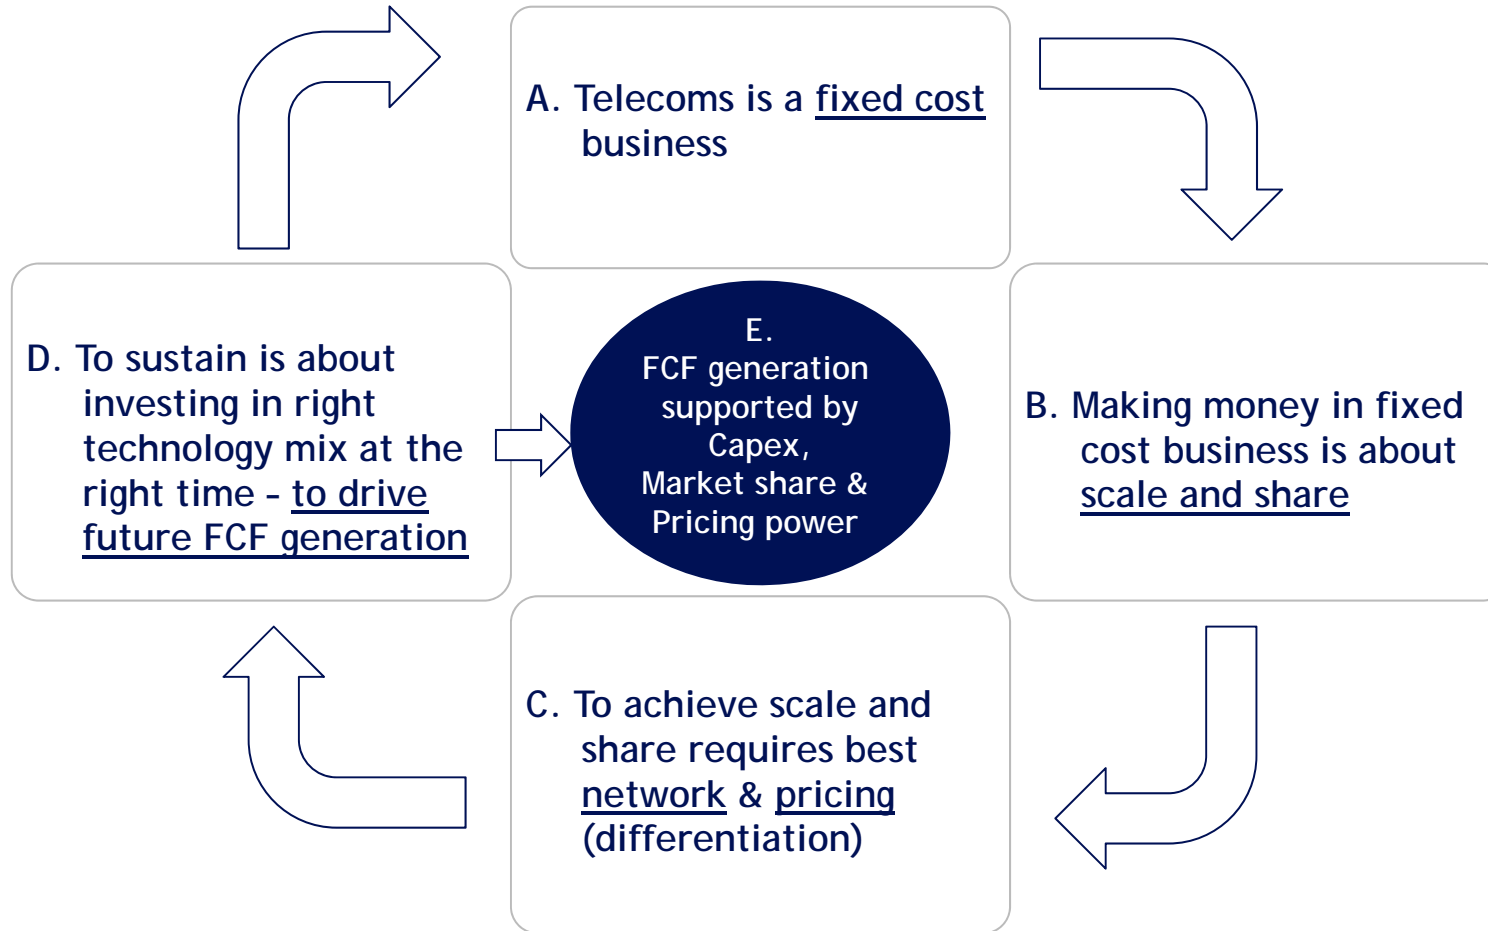 A. Telecoms is a fixed cost
business
B. Making money in fixed
cost business is about
scale and share
C. To achieve scale and
share requires best
network & pricing
(differentiation)
D. To sustain is about
investing in right
technology mix at the
right time - to drive
future FCF generation
E.
FCF generation
supported by
Capex,
Market share &
Pricing power